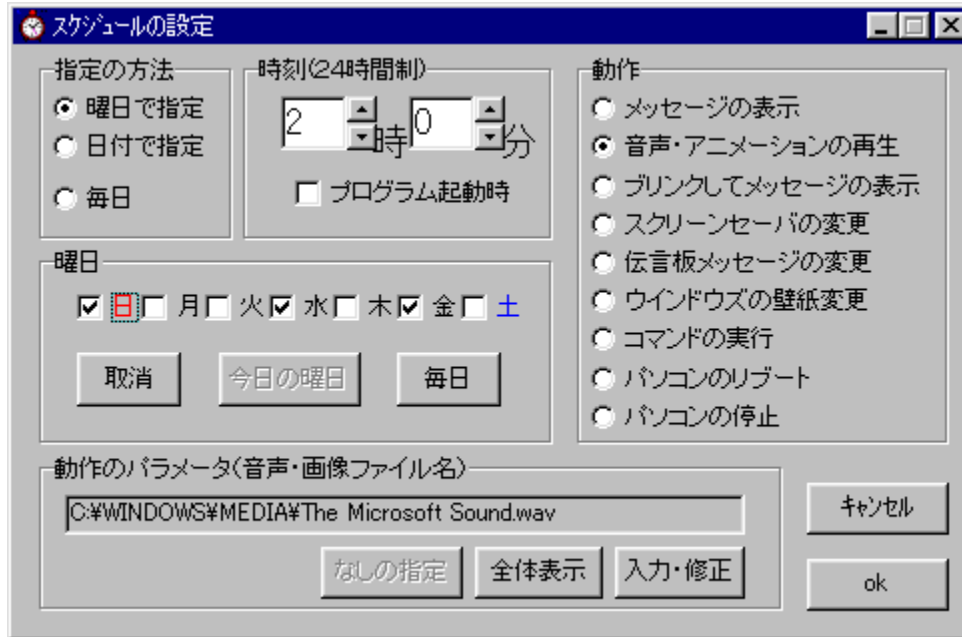 スケジュールの設定
指定の方法
曜日で指定
日付で指定
毎日
時刻(24時間制)
2時0分
プログラム起動時
曜日
日 月 火 水 木 金 土
取消 今日の曜日 毎日
動作
メッセージの表示
音声・アニメーションの再生
ブリンクしてメッセージの表示
スクリーンセーバの変更
伝言板メッセージの変更
ウインドウズの壁紙変更
コマンドの実行
パソコンのリブート
パソコンの停止
動作のパラメータ(音声・画像ファイル名)
C:¥WINDOWS¥MEDIA¥The Microsoft Sound.wav
なしの指定 全体表示 入力・修正
キャンセル
ok